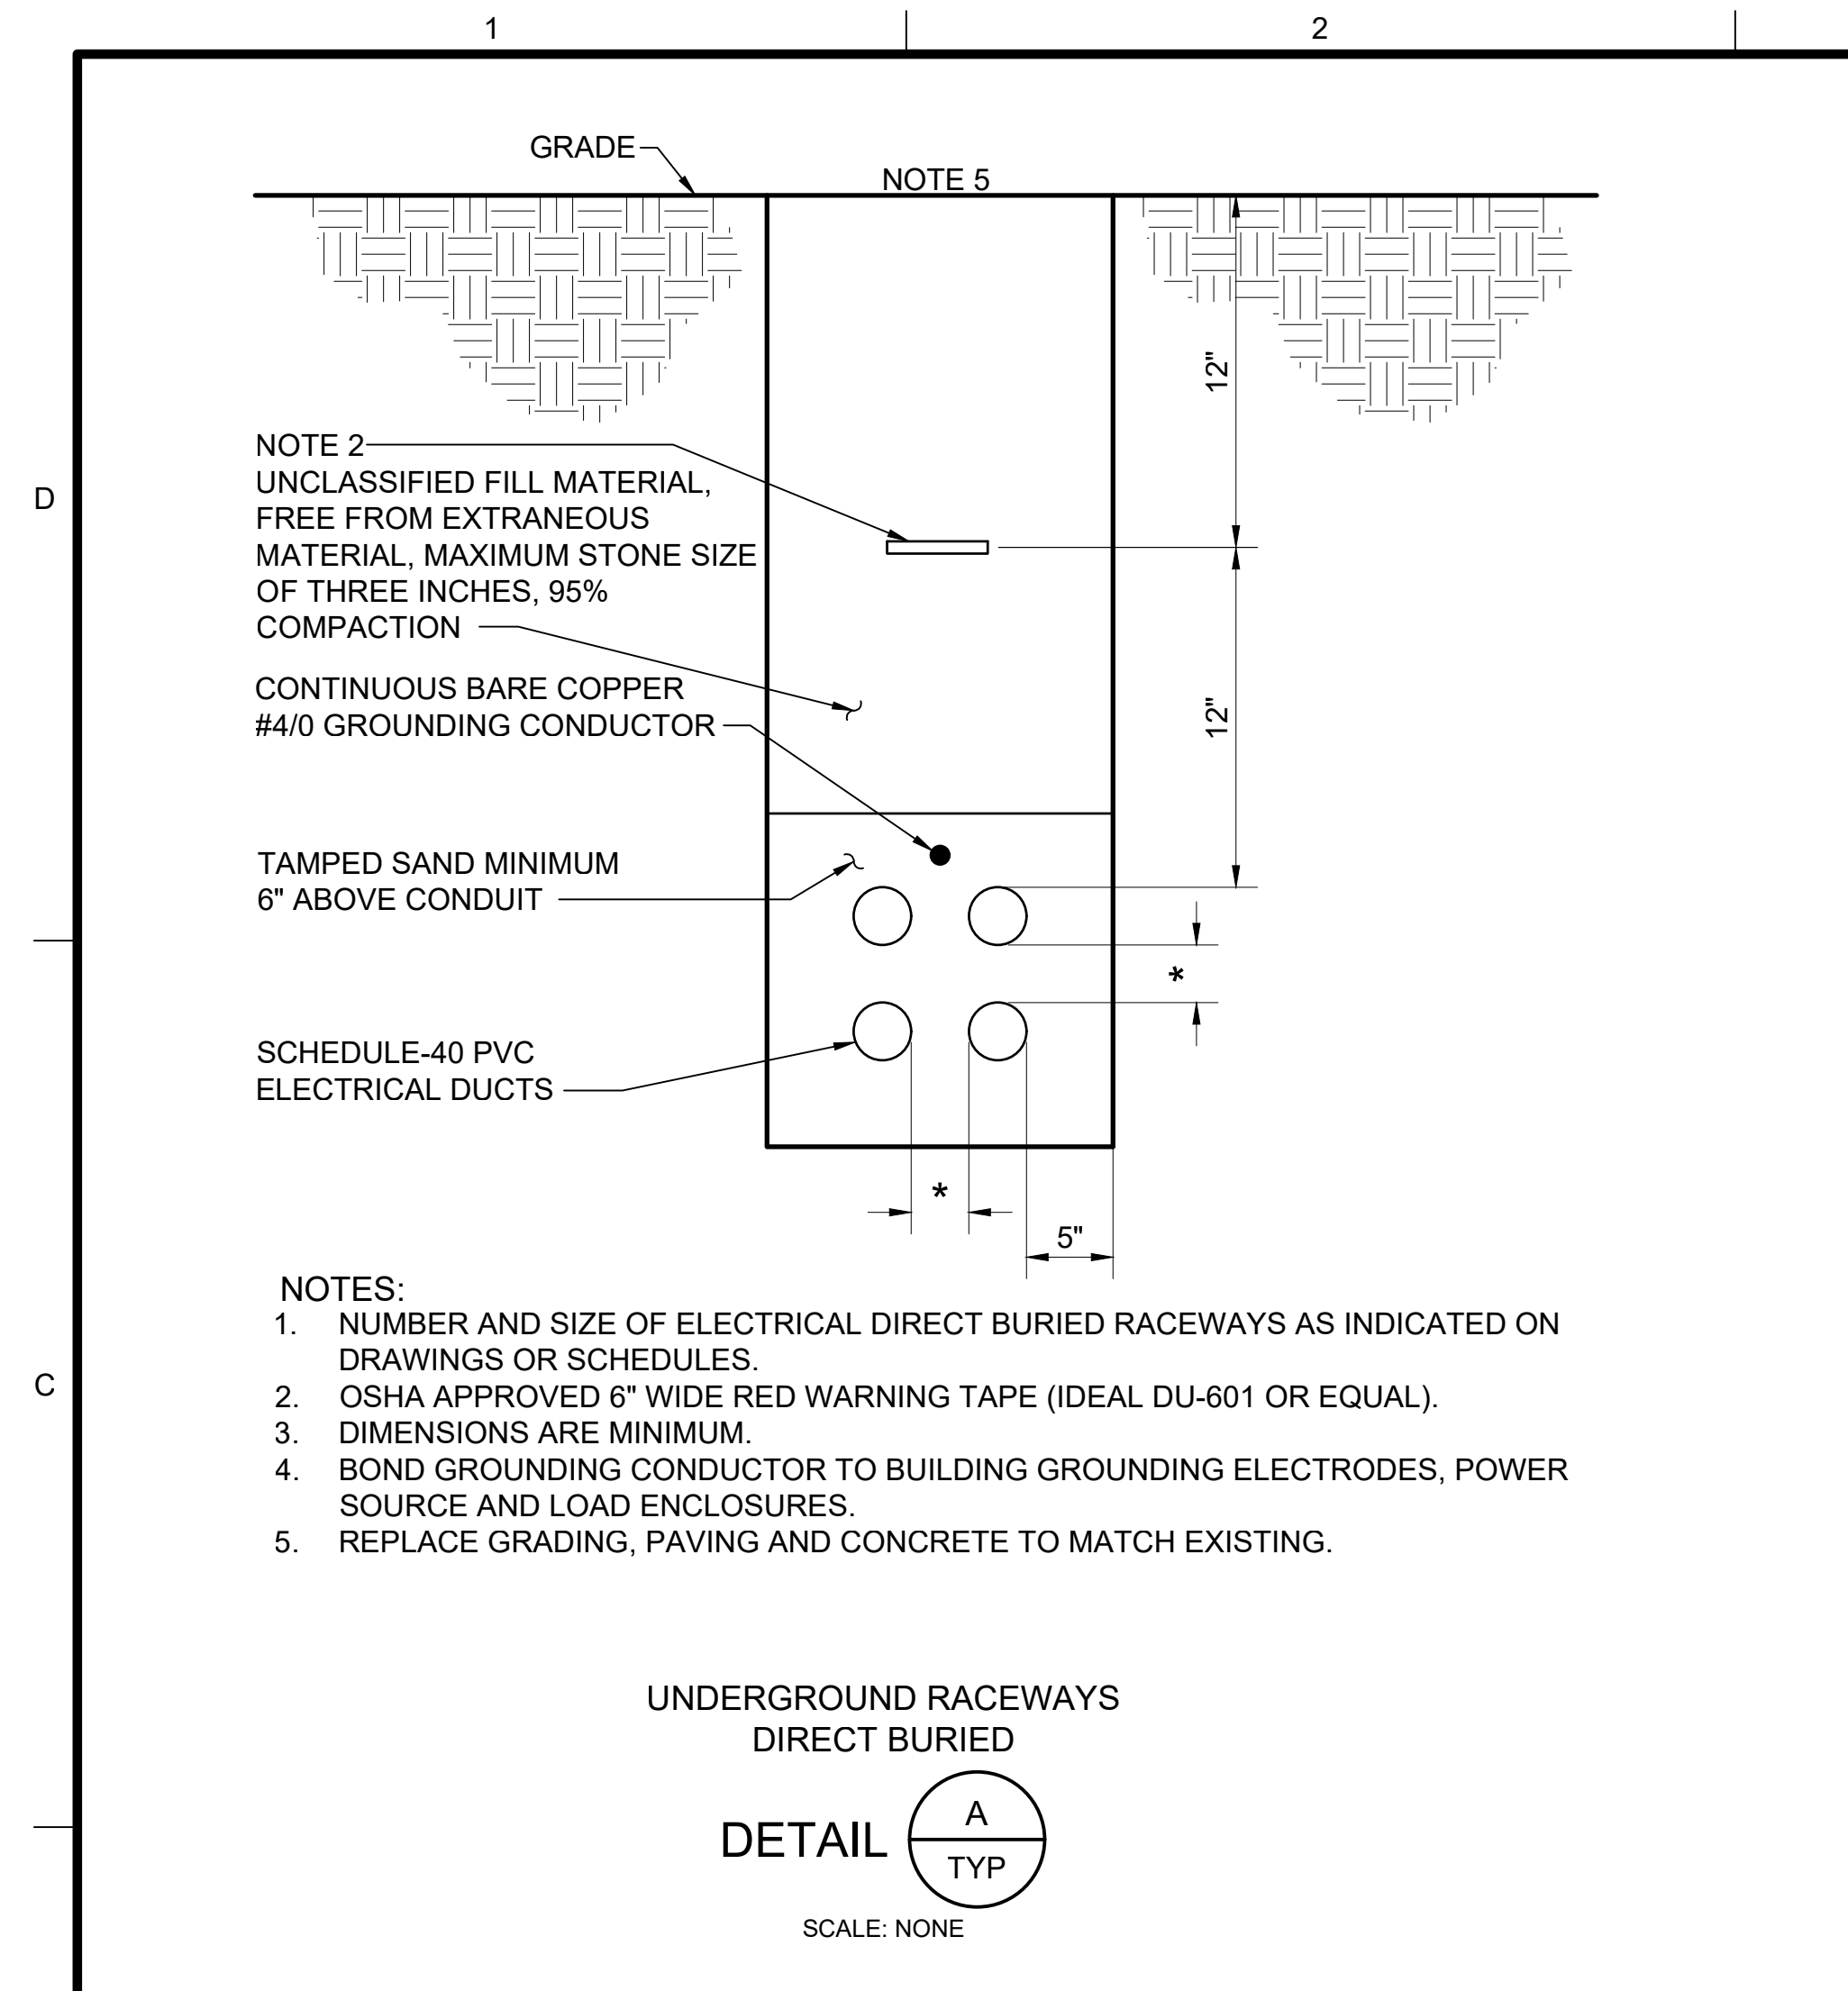 1
2
GRADE
NOTE 5
12"
D
NOTE 2
UNCLASSIFIED FILL MATERIAL,
FREE FROM EXTRANEOUS
MATERIAL, MAXIMUM STONE SIZE
OF THREE INCHES, 95%
COMPACTION
CONTINUOUS BARE COPPER
#4/0 GROUNDING CONDUCTOR
12"
TAMPED SAND MINIMUM
6" ABOVE CONDUIT
*
SCHEDULE-40 PVC
ELECTRICAL DUCTS
*
5"
NOTES:
1. NUMBER AND SIZE OF ELECTRICAL DIRECT BURIED RACEWAYS AS INDICATED ON
DRAWINGS OR SCHEDULES.
C
2. OSHA APPROVED 6" WIDE RED WARNING TAPE (IDEAL DU-601 OR EQUAL).
3. DIMENSIONS ARE MINIMUM.
4. BOND GROUNDING CONDUCTOR TO BUILDING GROUNDING ELECTRODES, POWER
SOURCE AND LOAD ENCLOSURES.
5. REPLACE GRADING, PAVING AND CONCRETE TO MATCH EXISTING.
UNDERGROUND RACEWAYS
DIRECT BURIED
DETAIL
A
TYP
SCALE: NONE